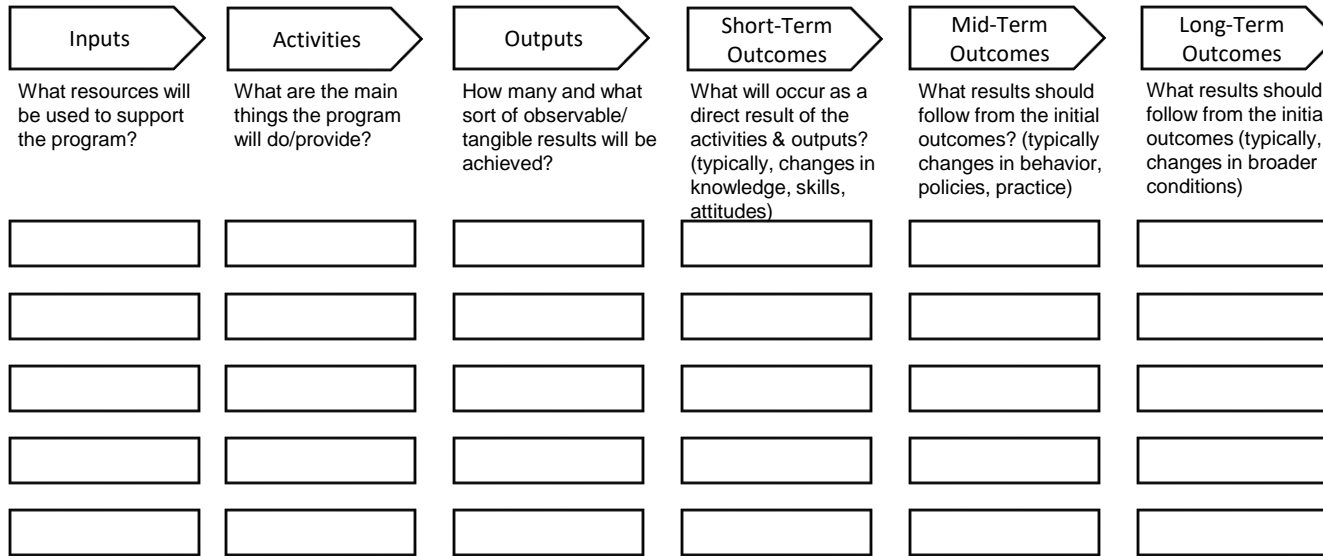 Inputs
Activities
Outputs
Short-Term
Outcomes
Mid-Term
Outcomes
Long-Term
Outcomes
What resources will
be used to support
the program?
What are the main
things the program
will do/provide?
How many and what
sort of observable/
tangible results will be
achieved?
What will occur as a
direct result of the
activities & outputs?
(typically, changes in
knowledge, skills,
attitudes)
What results should
follow from the initial
outcomes? (typically
changes in behavior,
policies, practice)
What results should
follow from the initial
outcomes (typically,
changes in broader
conditions)